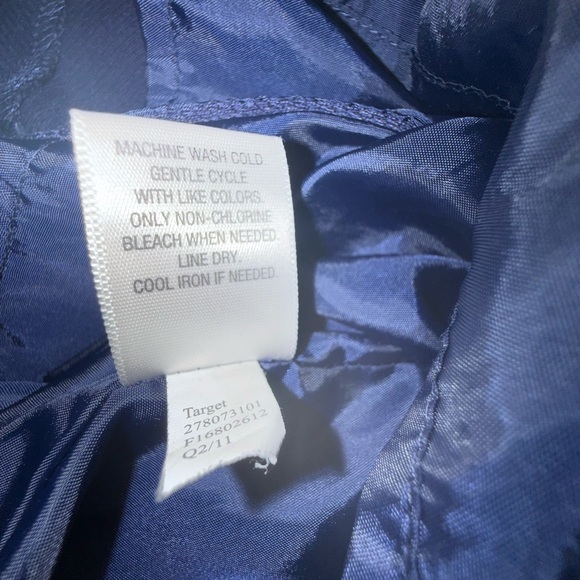 MACHINE WASH COLD
GENTLE CYCLE
WITH LIKE COLORS.
ONLY NON-CHLORINE
BLEACH WHEN NEEDED.
LINE DRY.
COOL IRON IF NEEDED.
Target
278073101
F16802612
Q2/11